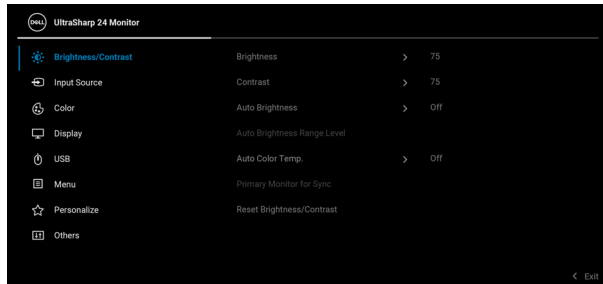 DELL UltraSharp 24 Monitor
Brightness/Contrast Brightness > 75
Input Source Contrast > 75
Color Auto Brightness > Off
Display Auto Brightness Range Level
USB Auto Color Temp. > Off
Menu Primary Monitor for Sync
Personalize Reset Brightness/Contrast
Others
< Exit